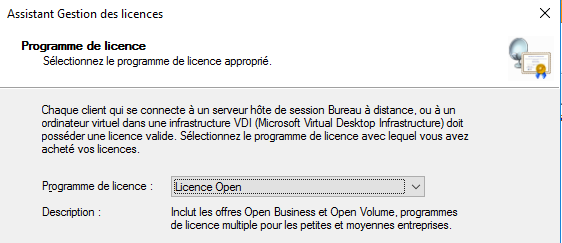 Assistant Gestion des licences
Programme de licence
Sélectionnez le programme de licence approprié.
Chaque client qui se connecte à un serveur hôte de session Bureau à distance, ou à un
ordinateur virtuel dans une infrastructure VDI (Microsoft Virtual Desktop Infrastructure) doit
posséder une licence valide. Sélectionnez le programme de licence avec lequel vous avez
acheté vos licences.
Programme de licence : Licence Open
Description : Inclut les offres Open Business et Open Volume, programmes
de licence multiple pour les petites et moyennes entreprises.